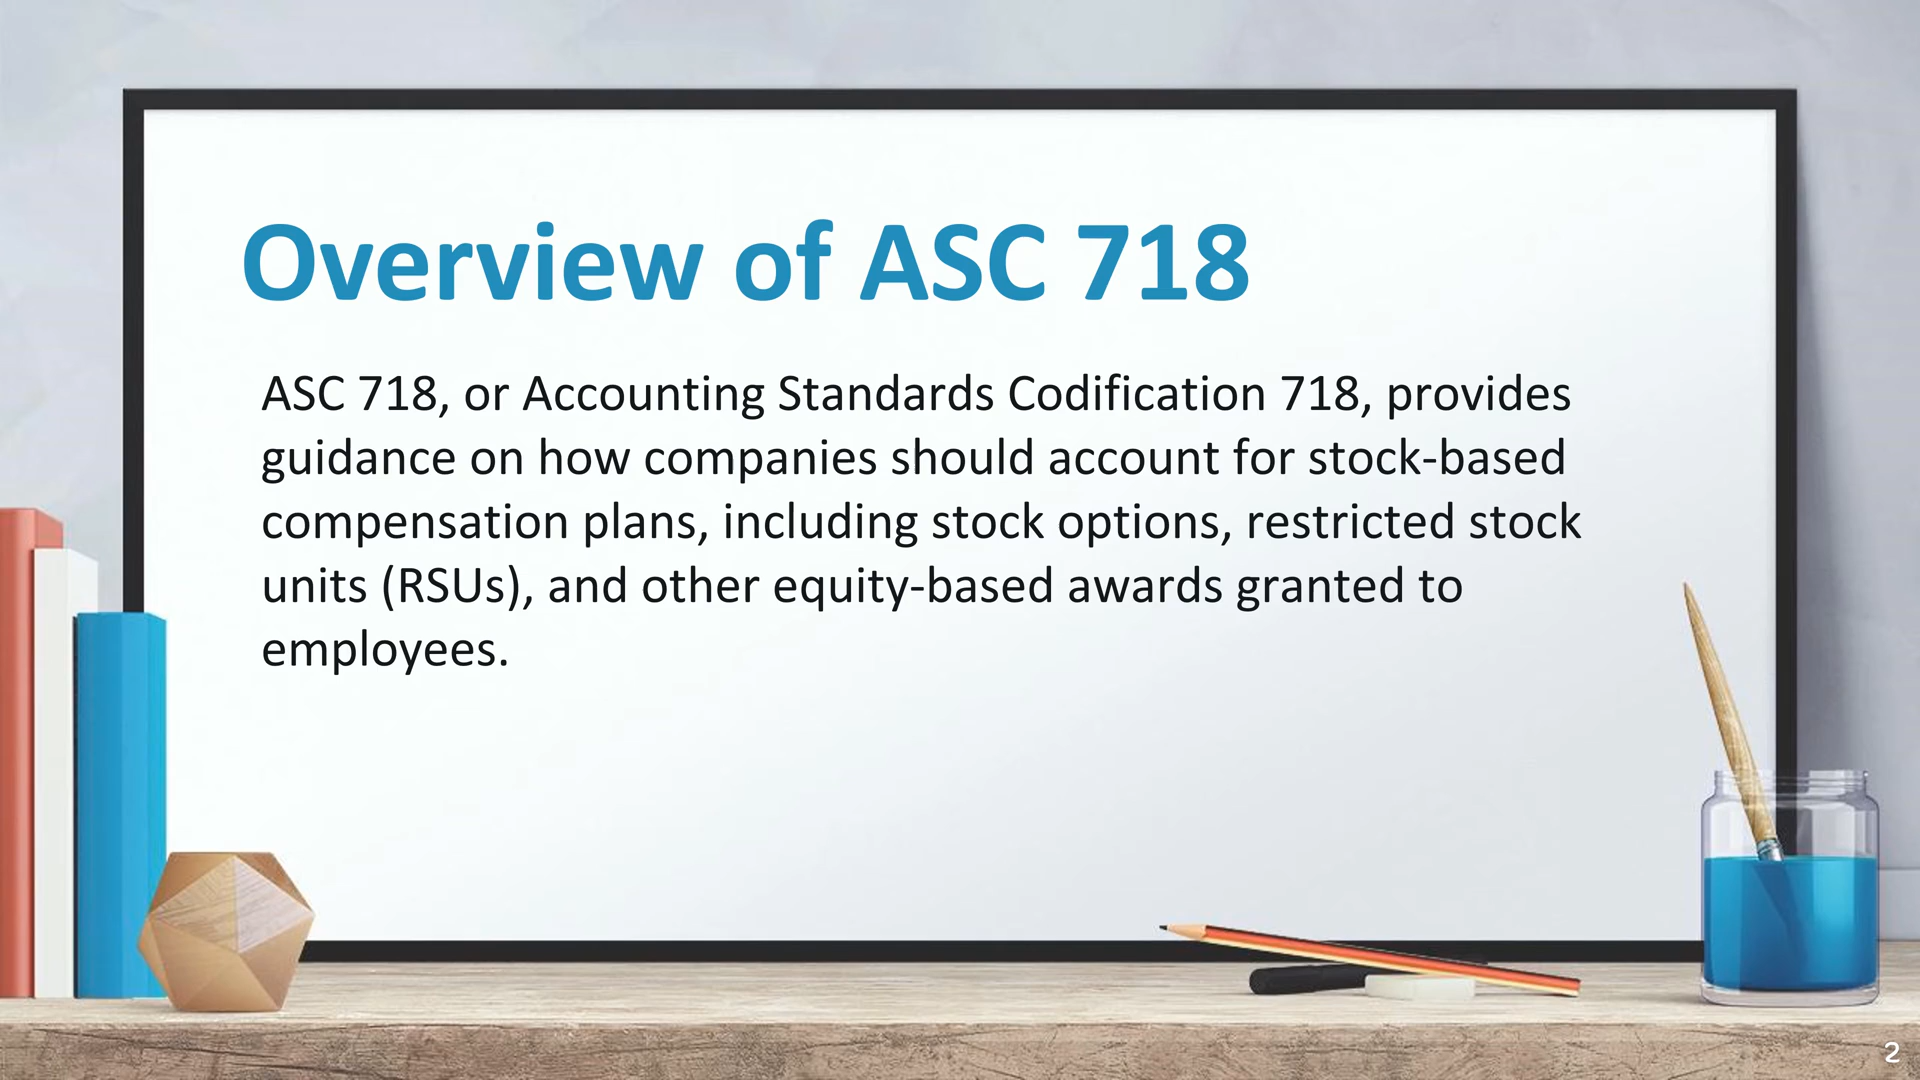 Overview of ASC 718
ASC 718, or Accounting Standards Codification 718, provides
guidance on how companies should account for stock-based
compensation plans, including stock options, restricted stock
units (RSUs), and other equity-based awards granted to
employees.
2